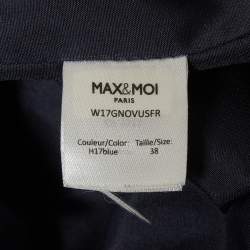 MAX&MOI
PARIS
W17GNOVUSFR
Couleur/Color: Taille/Size:
H17blue 38